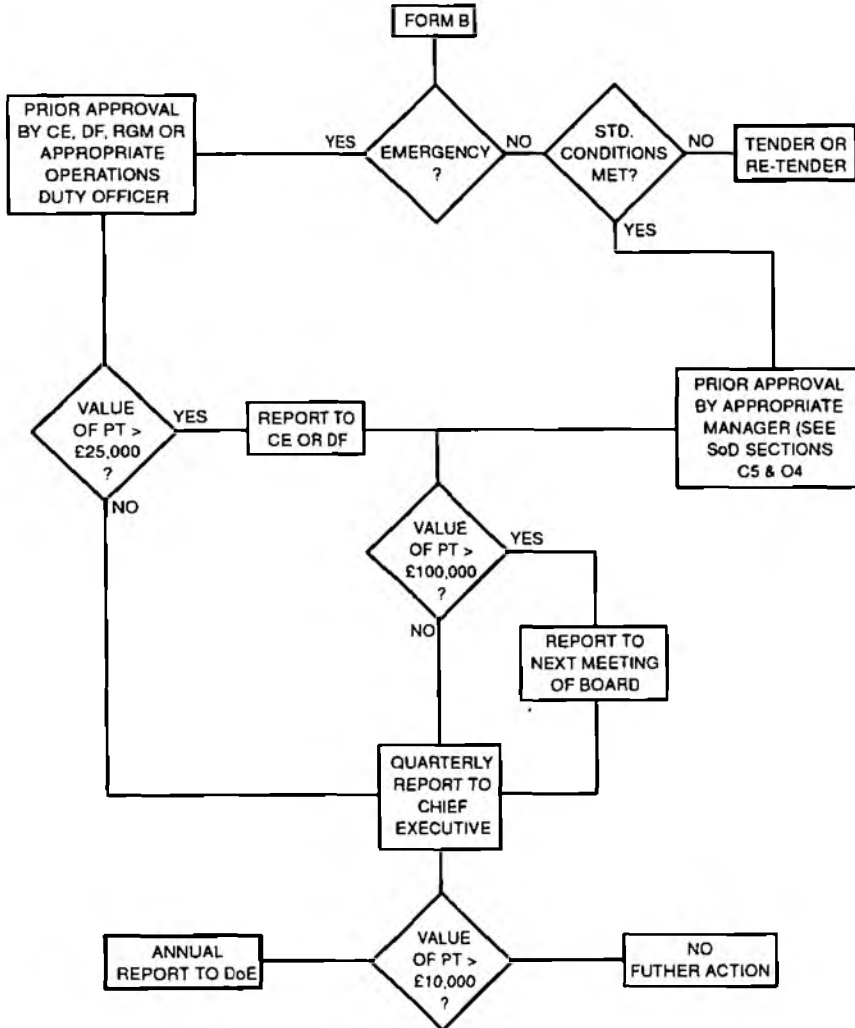 FORM B
PRIOR APPROVAL
BY CE, DF, RGM OR
APPROPRIATE
OPERATIONS
DUTY OFFICER
YES
EMERGENCY
?
NO
STD.
CONDITIONS
MET?
NO
TENDER OR
RE-TENDER
YES
VALUE
OF PT >
£25,000
?
YES
NO
REPORT TO
CE OR DF
PRIOR APPROVAL
BY APPROPRIATE
MANAGER (SEE
SoD SECTIONS
C5 & O4
VALUE
OF PT >
£100,000
?
YES
NO
REPORT TO
NEXT MEETING
OF BOARD
QUARTERLY
REPORT TO
CHIEF
EXECUTIVE
ANNUAL
REPORT TO DoE
VALUE
OF PT >
£10,000
?
NO
FUTHER ACTION